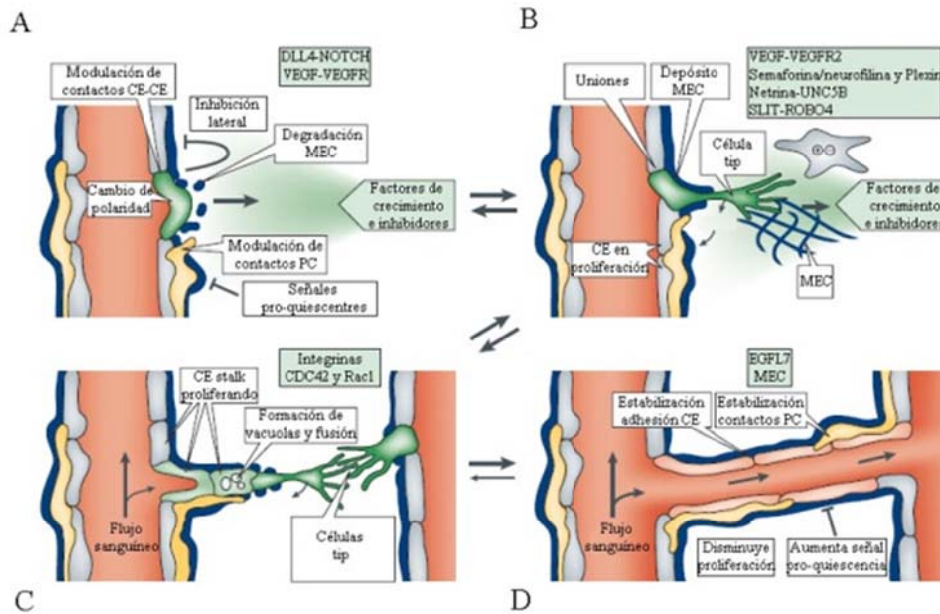 A
DLL4-NOTCH
VEGF-VEGFR
Modulación de
contactos CE-CE
Inhibición
lateral
Degradación
MEC
Cambio de
polaridad
Factores de
crecimiento
e inhibidores
Modulación de
contactos PC
Señales
pro-quiescentres
B
VEGF-VEGFR2
Semaforina/neurofilina y Plexin
Netrina-UNC5B
SLIT-ROBO4
Uniones
Depósito
MEC
Célula
tip
Factores de
crecimiento
e inhibidores
CE en
proliferación
MEC
Integrinas
CDC42 y Rac1
CE stalk
proliferando
Formación de
vacuolas y fusión
Flujo
sanguíneo
Células
tip
C
EGFL7
MEC
Estabilización
adhesión CE
Estabilización
contactos PC
Flujo
sanguíneo
Disminuye
proliferación
Aumenta señal
pro-quiescencia
D